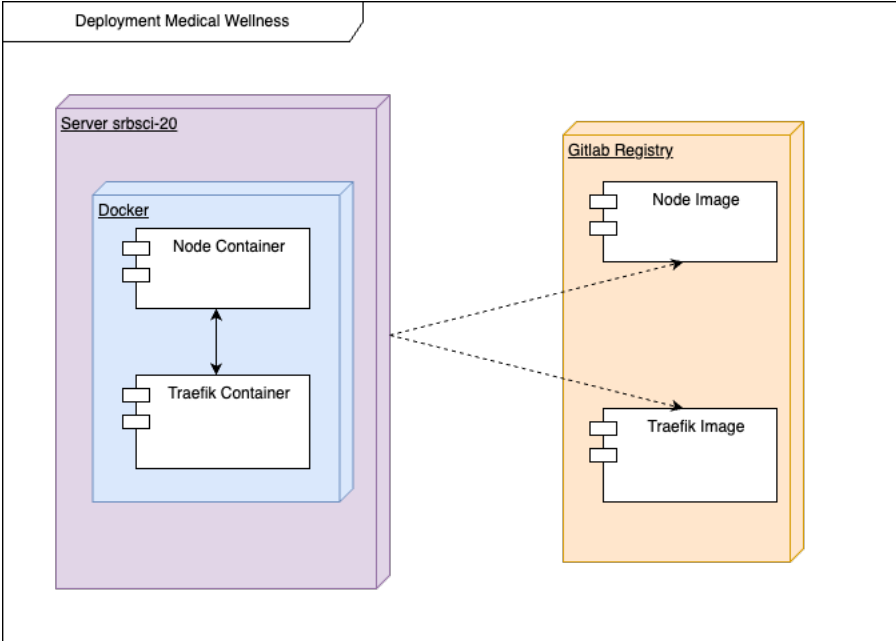 Deployment Medical Wellness
Server srbsci-20
Docker
Node Container
Traefik Container
Gitlab Registry
Node Image
Traefik Image